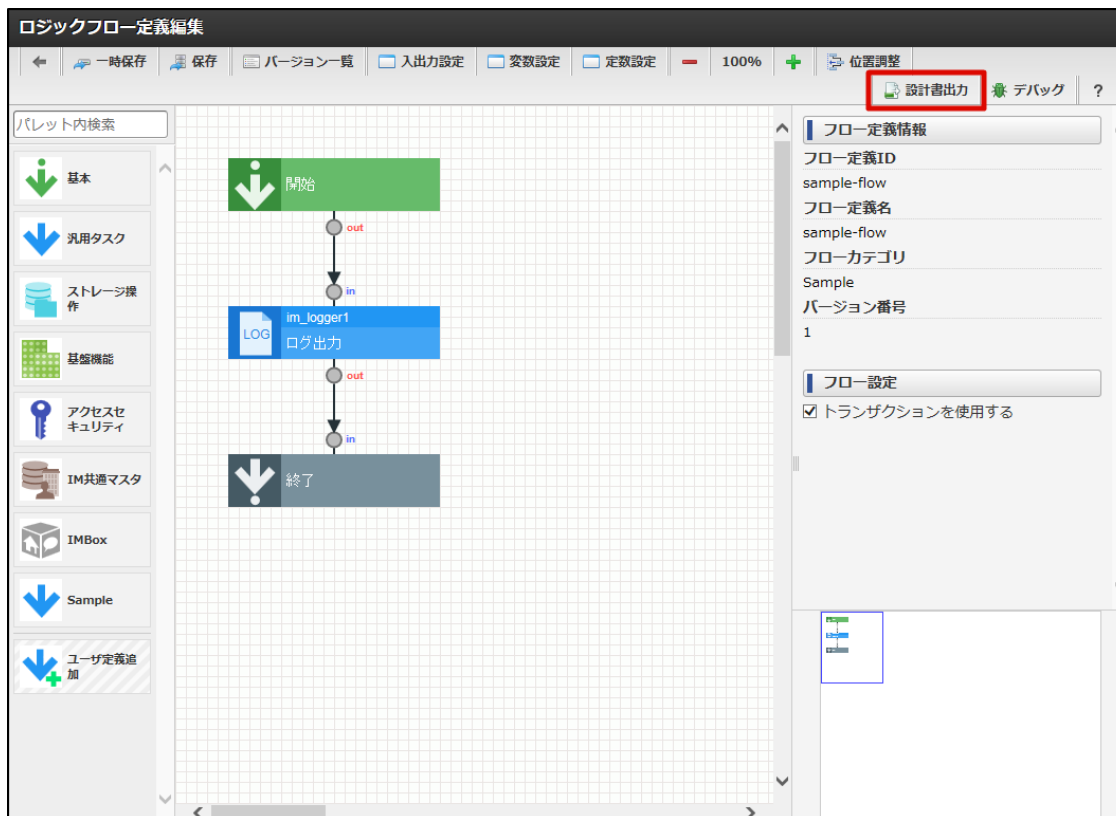 ロジックフロー定義編集
一時保存 保存 バージョン一覧 入出力設定 変数設定 定数設定 100% 位置調整
設計書出力 デバッグ ?
パレット内検索
基本
汎用タスク
ストレージ操
作
基盤機能
アクセスセ
キュリティ
IM共通マスタ
IMBox
Sample
ユーザ定義追
加
開始
out
in
im_logger1
LOG
ログ出力
out
in
終了
フロー定義情報
フロー定義ID
sample-flow
フロー定義名
sample-flow
フローカテゴリ
Sample
バージョン番号
1
フロー設定
トランザクションを使用する